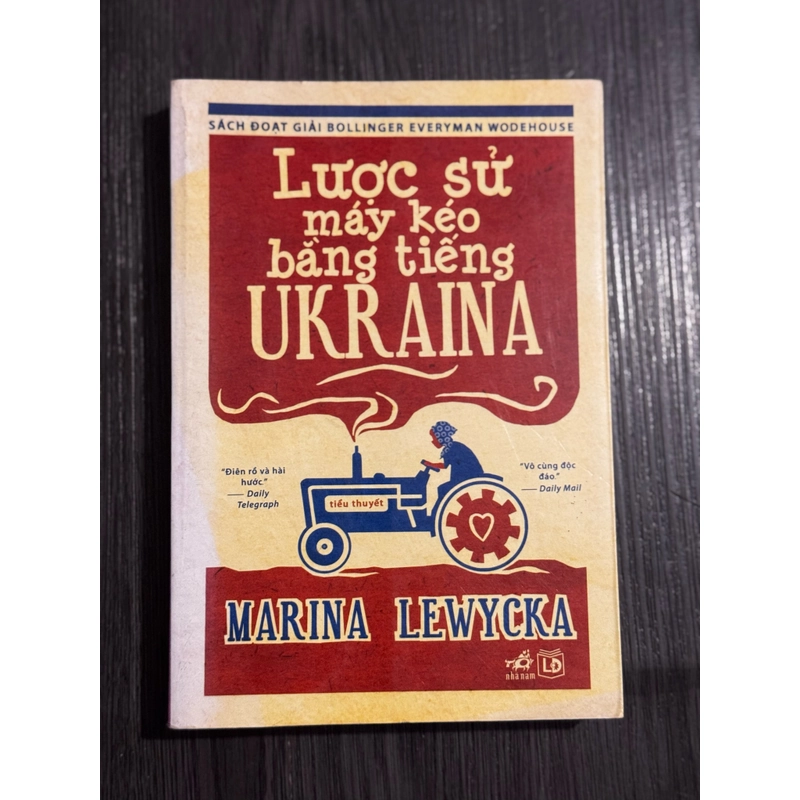 SÁCH ĐOẠT GIẢI BOLLINGER EVERYMAN WODEHOUSE
Lược sử
máy kéo
bằng tiếng
UKRAINA
“Điên rồ và hài
hước.”
— Daily
Telegraph
“Vô cùng độc
đáo.”
— Daily Mail
tiểu thuyết
MARINA LEWYCKA
nhã nam
LĐ